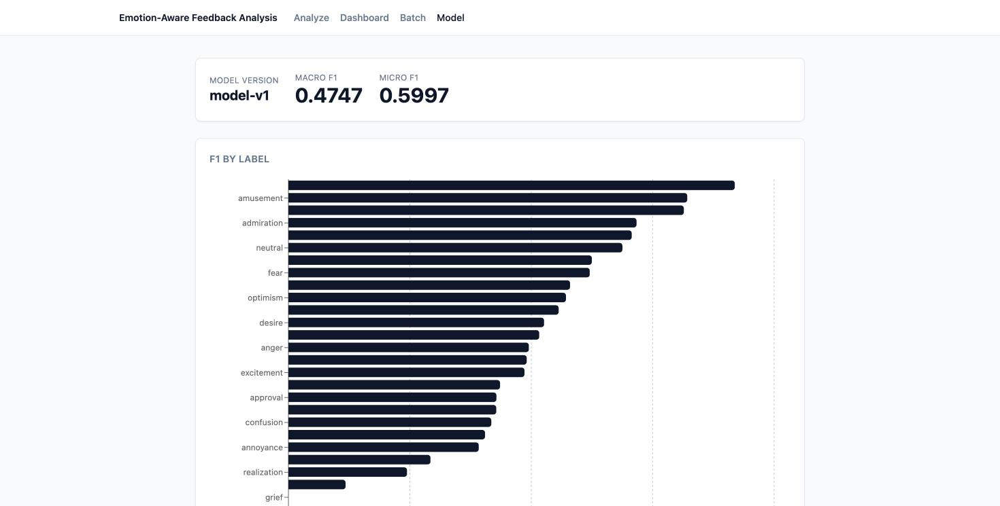 Emotion-Aware Feedback Analysis Analyze Dashboard Batch Model
MODEL VERSION MACRO F1 MICRO F1
model-v1 0.4747 0.5997
F1 BY LABEL
amusement
admiration
neutral
fear
optimism
desire
anger
excitement
approval
confusion
annoyance
realization
grief